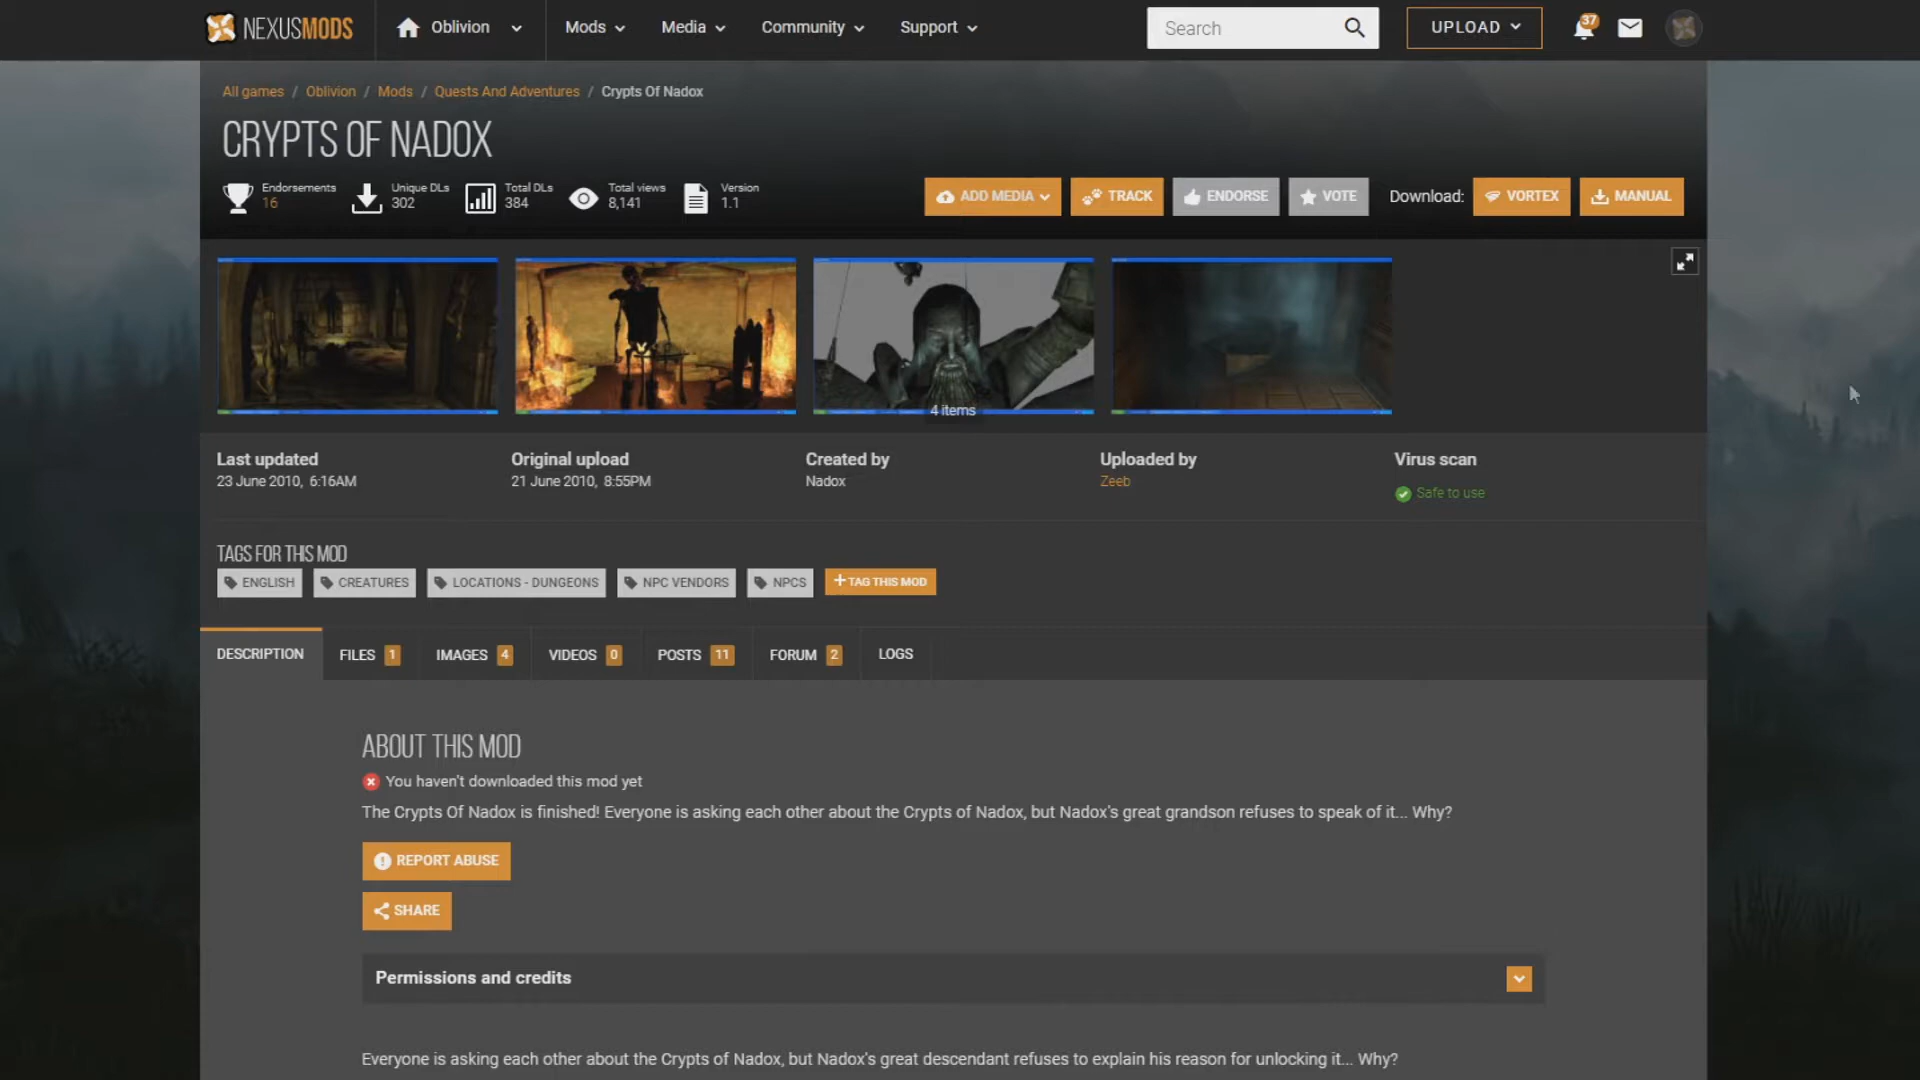 NEXUSMODS
Oblivion
Mods
Media
Community
Support
Search
UPLOAD
37
All games / Oblivion / Mods / Quests And Adventures / Crypts Of Nadox
CRYPTS OF NADOX
Endorsements
16
Unique DLs
302
Total DLs
384
Total views
8,141
Version
1.1
ADD MEDIA
TRACK
ENDORSE
VOTE
Download:
VORTEX
MANUAL
4 items
Last updated
23 June 2010, 6:16AM
Original upload
21 June 2010, 8:55PM
Created by
Nadox
Uploaded by
Zeeb
Virus scan
Safe to use
TAGS FOR THIS MOD
ENGLISH
CREATURES
LOCATIONS - DUNGEONS
NPC VENDORS
NPCS
+ TAG THIS MOD
DESCRIPTION
FILES 1
IMAGES 4
VIDEOS 0
POSTS 11
FORUM 2
LOGS
ABOUT THIS MOD
You haven't downloaded this mod yet
The Crypts Of Nadox is finished! Everyone is asking each other about the Crypts of Nadox, but Nadox's great grandson refuses to speak of it... Why?
REPORT ABUSE
SHARE
Permissions and credits
Everyone is asking each other about the Crypts of Nadox, but Nadox's great descendant refuses to explain his reason for unlocking it... Why?